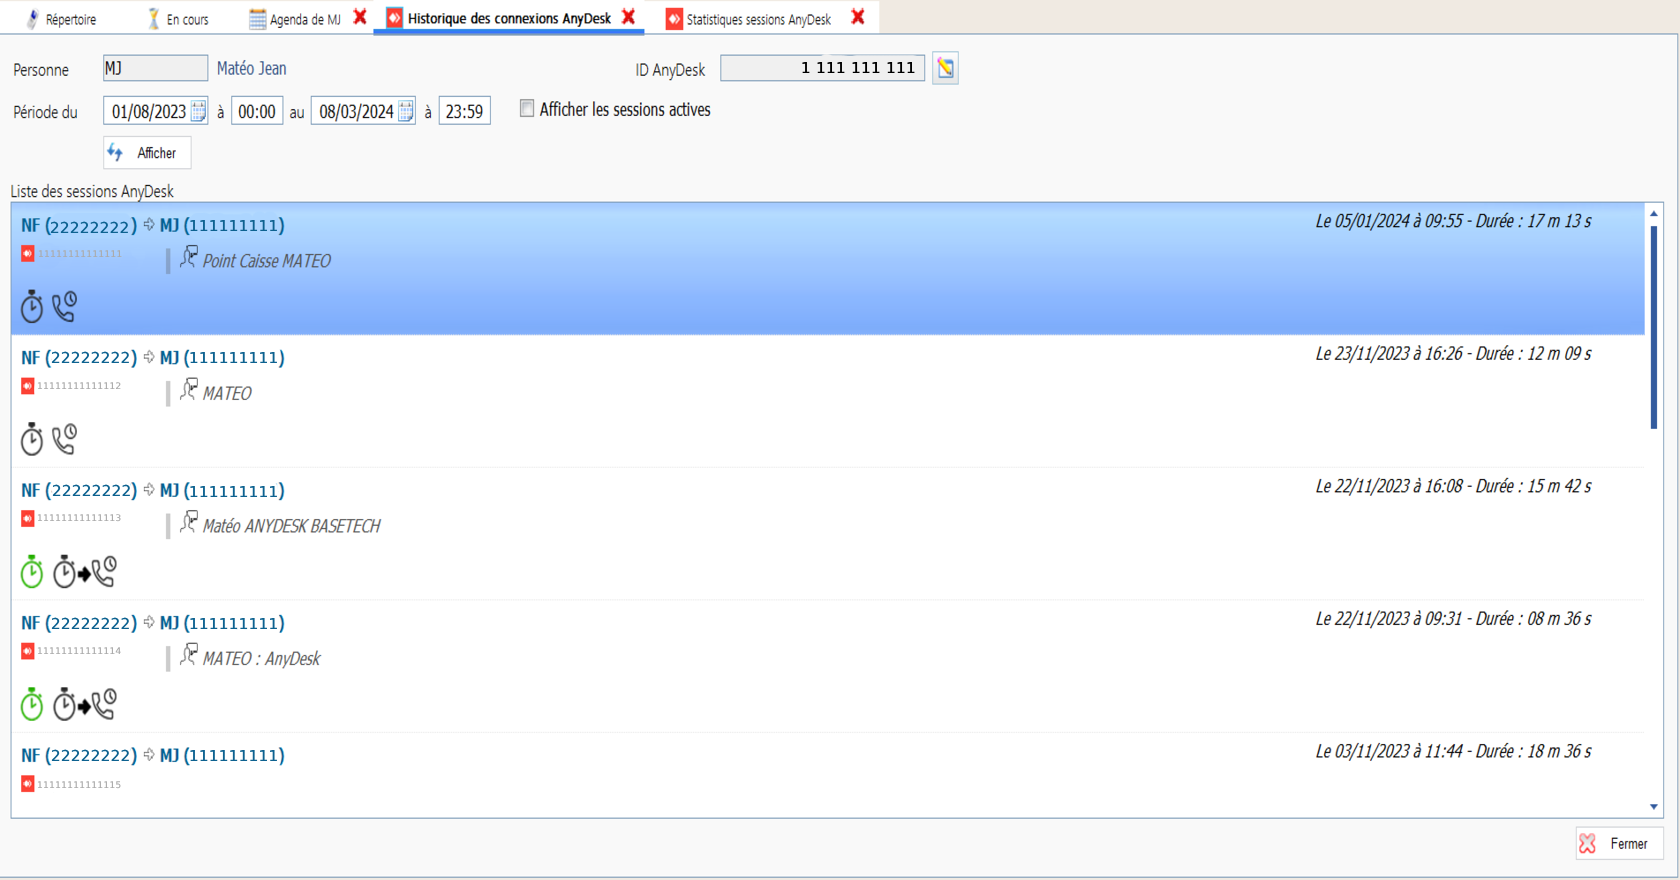 Répertoire En cours Agenda de MJ Historique des connexions AnyDesk Statistiques sessions AnyDesk
Personne MJ Matéo Jean ID AnyDesk 1 111 111 111
Période du 01/08/2023 à 00:00 au 08/03/2024 à 23:59 Afficher les sessions actives
Afficher
Liste des sessions AnyDesk
NF (22222222) MJ (111111111) Le 05/01/2024 à 09:55 - Durée : 17 m 13 s
11111111111111 Point Caisse MATEO
NF (22222222) MJ (111111111) Le 23/11/2023 à 16:26 - Durée : 12 m 09 s
11111111111112 MATEO
NF (22222222) MJ (111111111) Le 22/11/2023 à 16:08 - Durée : 15 m 42 s
11111111111113 Matéo ANYDESK BASETECH
NF (22222222) MJ (111111111) Le 22/11/2023 à 09:31 - Durée : 08 m 36 s
11111111111114 MATEO : AnyDesk
NF (22222222) MJ (111111111) Le 03/11/2023 à 11:44 - Durée : 18 m 36 s
11111111111115
Fermer